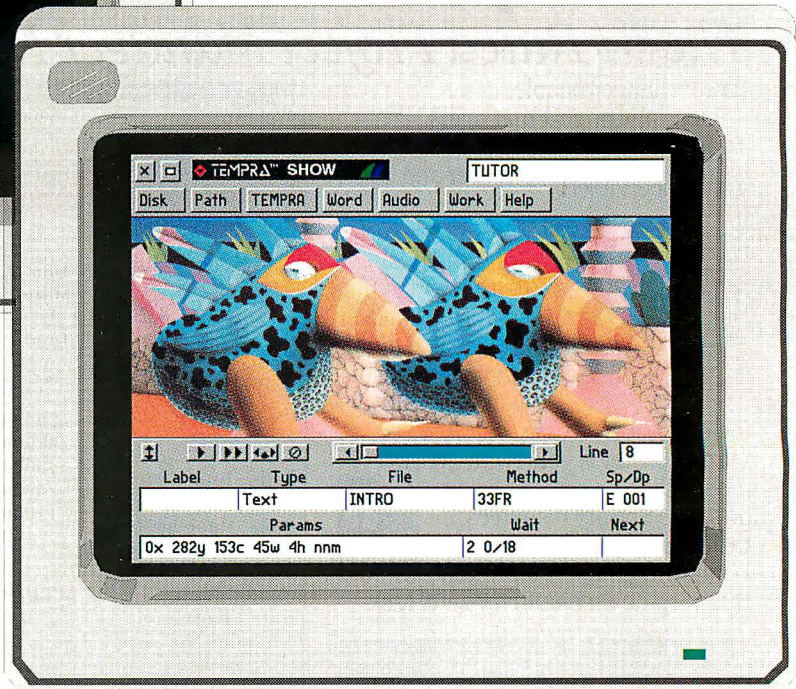 TEMPRA™ SHOW TUTOR
Disk Path TEMPRA Word Audio Work Help
Line 8
Label Type File Method Sp/Dp
Text INTRO 33FR E 001
Params Wait Next
0x 282y 153c 45w 4h nnm 2 0/18